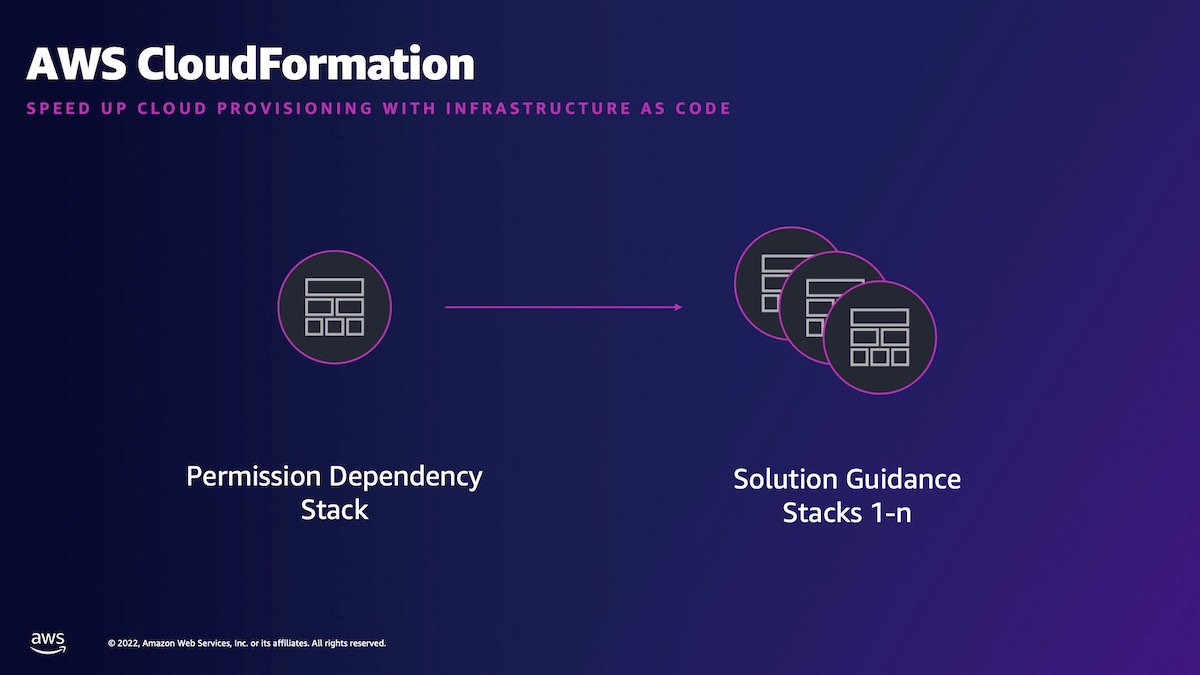 AWS CloudFormation
SPEED UP CLOUD PROVISIONING WITH INFRASTRUCTURE AS CODE
Permission Dependency
Stack
Solution Guidance
Stacks 1-n
aws
© 2022, Amazon Web Services, Inc. or its affiliates. All rights reserved.